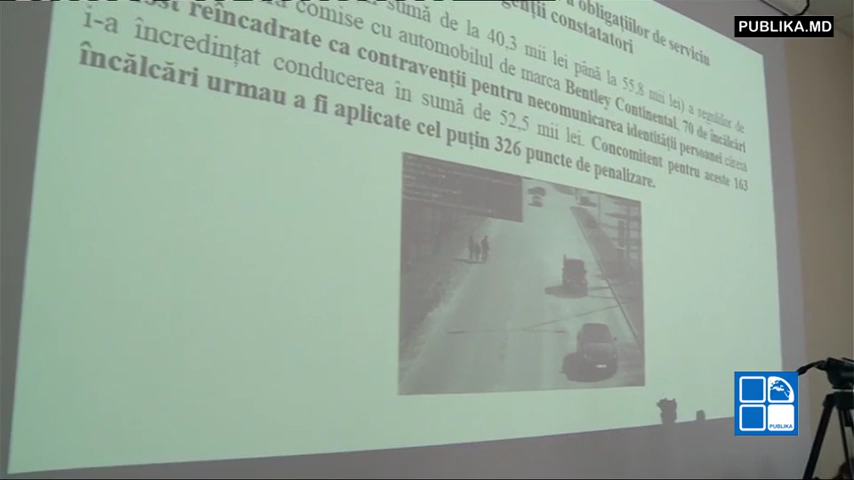 PUBLIKA.MD
a obligațiilor de serviciu
constatatori
sumă de la 40,3 mii lei până la 55,8 mii lei) a regulilor de
comise cu automobilul de marca Bentley Continental. 70 de încălcări
reîncadrate ca contravenții pentru necomunicarea identității persoanei căreia
i-a încredințat conducerea în sumă de 52,5 mii lei. Concomitent pentru aceste 163
încălcări urmau a fi aplicate cel puțin 326 puncte de penalizare.
PUBLIKA